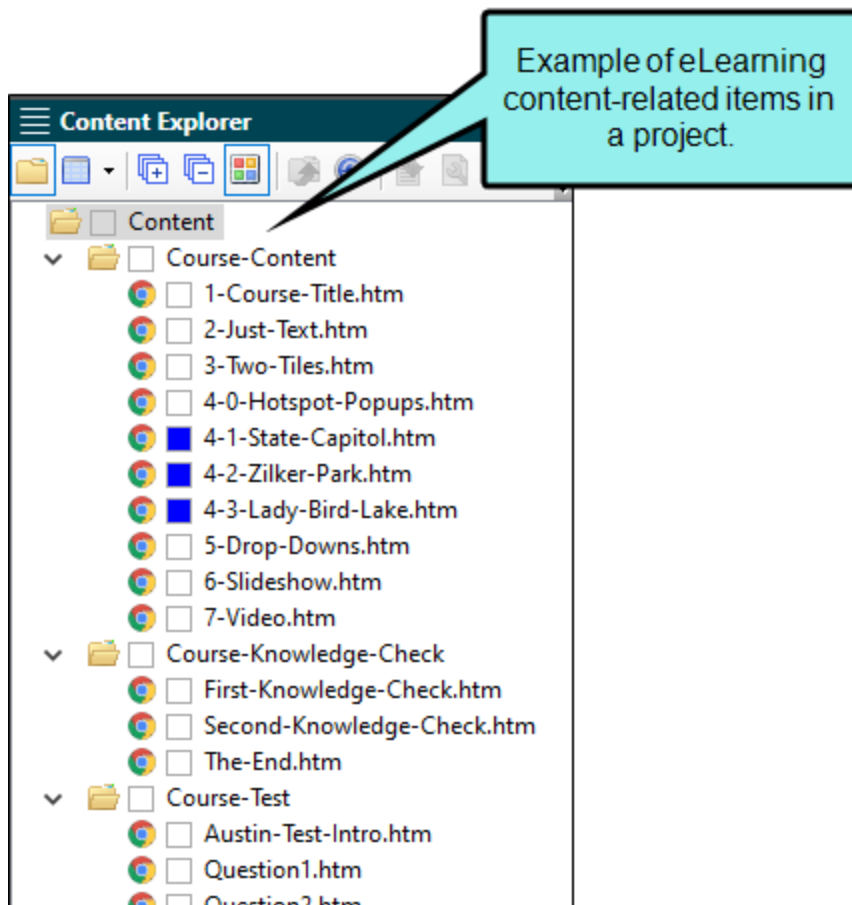 Example of eLearning
content-related items in
a project.
Content Explorer
Content
Course-Content
1-Course-Title.htm
2-Just-Text.htm
3-Two-Tiles.htm
4-0-Hotspot-Popups.htm
4-1-State-Capitol.htm
4-2-Zilker-Park.htm
4-3-Lady-Bird-Lake.htm
5-Drop-Downs.htm
6-Slideshow.htm
7-Video.htm
Course-Knowledge-Check
First-Knowledge-Check.htm
Second-Knowledge-Check.htm
The-End.htm
Course-Test
Austin-Test-Intro.htm
Question1.htm